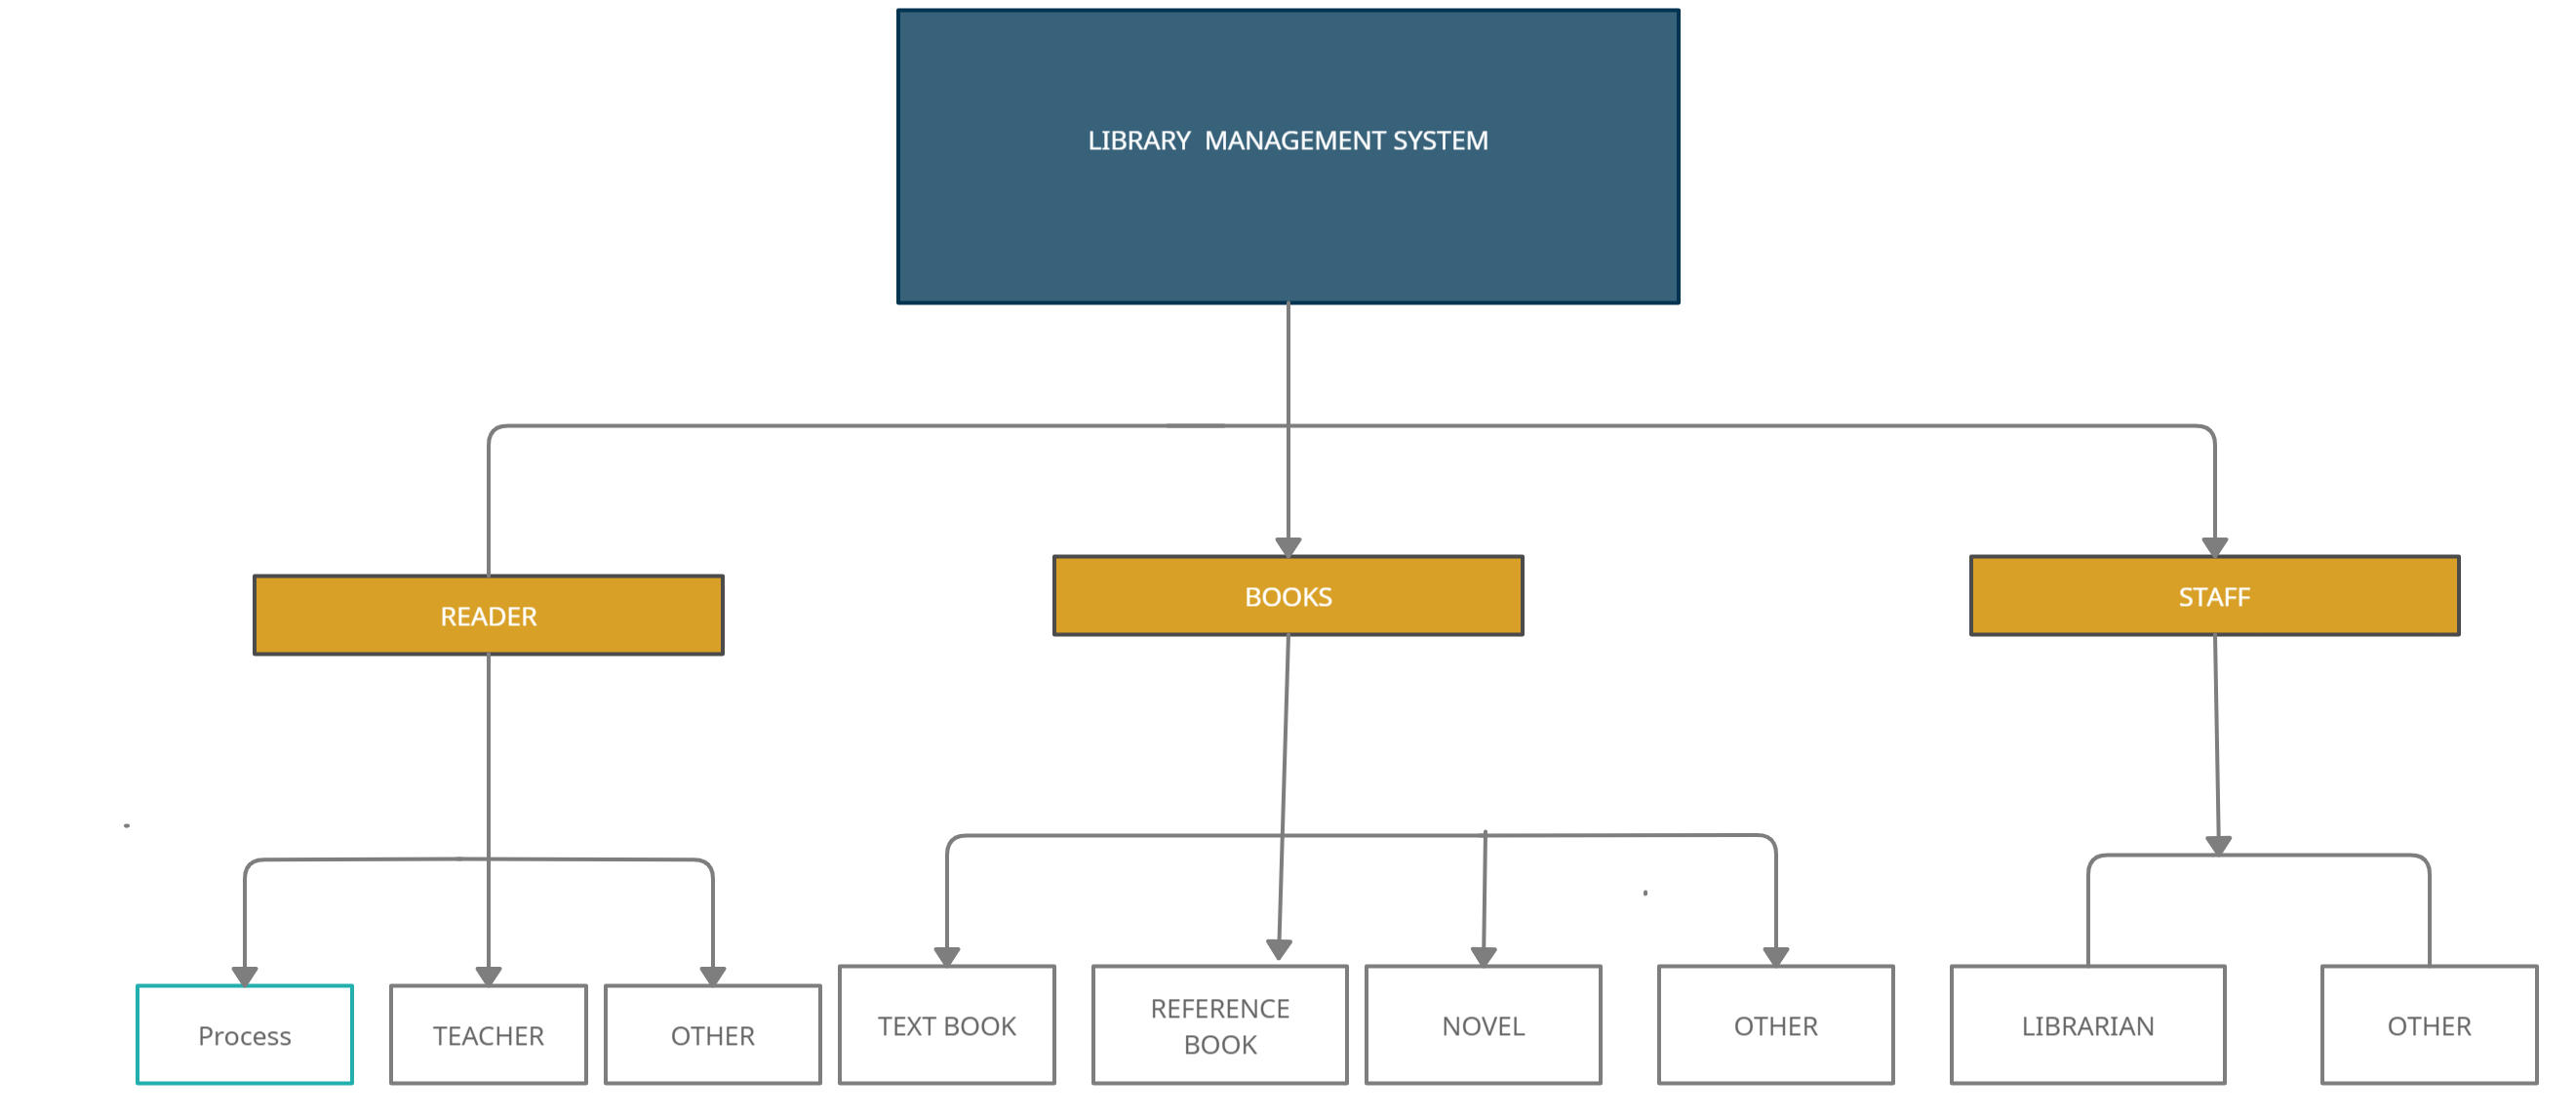 LIBRARY  MANAGEMENT SYSTEM
READER
BOOKS
STAFF
Process
TEACHER
OTHER
TEXT BOOK
REFERENCE
BOOK
NOVEL
OTHER
LIBRARIAN
OTHER